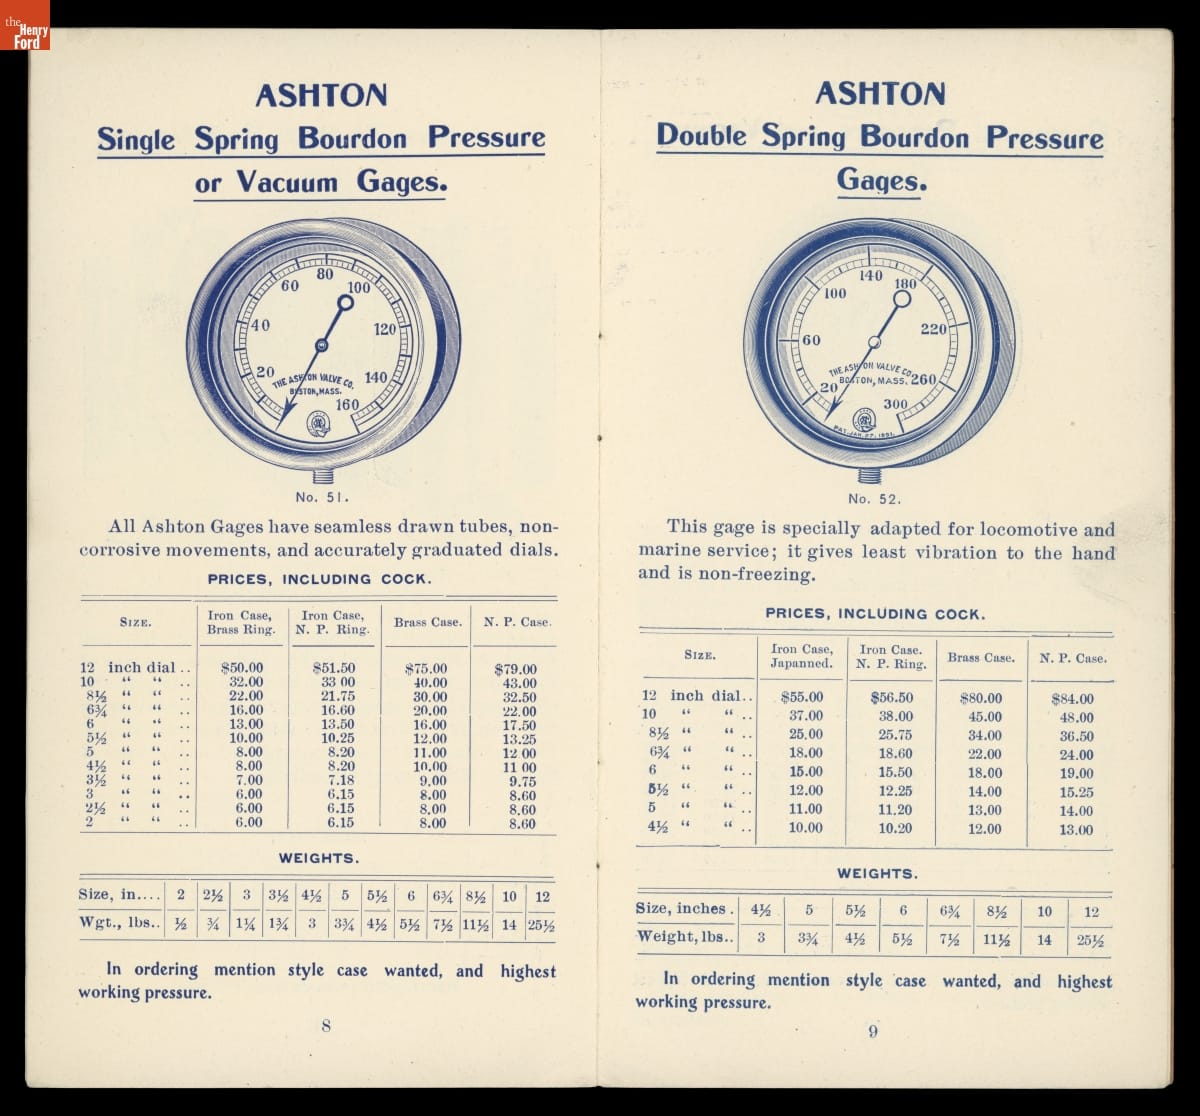 the
Henry
Ford
ASHTON
Single Spring Bourdon Pressure
or Vacuum Gages.
20
40
60
80
100
120
140
160
THE ASHTON VALVE CO.
BOSTON, MASS.
No. 51.
All Ashton Gages have seamless drawn tubes, non-
corrosive movements, and accurately graduated dials.
PRICES, INCLUDING COCK.
SIZE. Iron Case, Brass Ring. Iron Case, N. P. Ring. Brass Case. N. P. Case.
12 inch dial .. $50.00 $51.50 $75.00 $79.00
10 “ “ .. 32.00 33 00 40.00 43.00
8½ “ “ .. 22.00 21.75 30.00 32.50
6¾ “ “ .. 16.00 16.60 20.00 22.00
6 “ “ .. 13.00 13.50 16.00 17.50
5½ “ “ .. 10.00 10.25 12.00 13.25
5 “ “ .. 8.00 8.20 11.00 12 00
4½ “ “ .. 8.00 8.20 10.00 11 00
3½ “ “ .. 7.00 7.18 9.00 9.75
3 “ “ .. 6.00 6.15 8.00 8.60
2½ “ “ .. 6.00 6.15 8.00 8.60
2 “ “ .. 6.00 6.15 8.00 8.60
WEIGHTS.
Size, in.... 2 2½ 3 3½ 4½ 5 5½ 6 6¾ 8½ 10 12
Wgt., lbs.. ½ ¾ 1¼ 1¾ 3 3¾ 4½ 5½ 7½ 11½ 14 25½
In ordering mention style case wanted, and highest
working pressure.
8
ASHTON
Double Spring Bourdon Pressure
Gages.
20
60
100
140
180
220
260
300
THE ASHTON VALVE CO.
BOSTON, MASS.
PAT. JAN. 27. 1891.
No. 52.
This gage is specially adapted for locomotive and
marine service; it gives least vibration to the hand
and is non-freezing.
PRICES, INCLUDING COCK.
SIZE. Iron Case, Japanned. Iron Case. N. P. Ring. Brass Case. N. P. Case.
12 inch dial.. $55.00 $56.50 $80.00 $84.00
10 “ “ .. 37.00 38.00 45.00 48.00
8½ “ “ .. 25.00 25.75 34.00 36.50
6¾ “ “ .. 18.00 18.60 22.00 24.00
6 “ “ .. 15.00 15.50 18.00 19.00
5½ “ “ .. 12.00 12.25 14.00 15.25
5 “ “ .. 11.00 11.20 13.00 14.00
4½ “ “ .. 10.00 10.20 12.00 13.00
WEIGHTS.
Size, inches . 4½ 5 5½ 6 6¾ 8½ 10 12
Weight, lbs.. 3 3¾ 4½ 5½ 7½ 11½ 14 25½
In ordering mention style case wanted, and highest
working pressure.
9